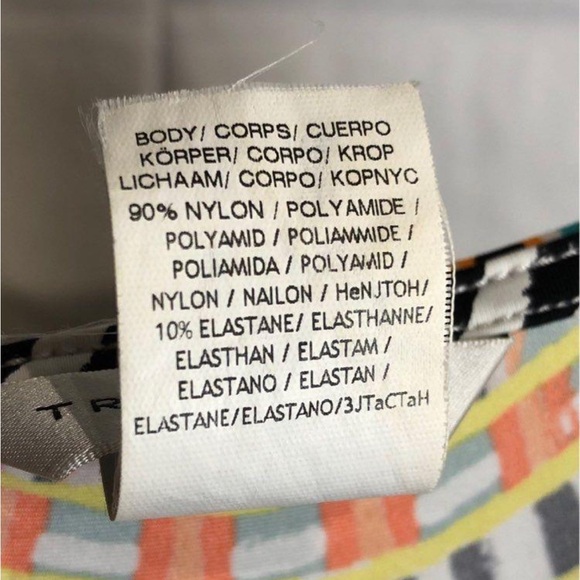 BODY/ CORPS/ CUERPO
KÖRPER/ CORPO/ KROP
LICHAAM/ CORPO/ KOPNYC
90% NYLON / POLYAMIDE /
POLYAMID / POLIAMMIDE /
POLIAMIDA / POLYAMID /
NYLON / NAILON / HeNJTOH/
10% ELASTANE/ ELASTHANNE/
ELASTHAN / ELASTAM /
ELASTANO / ELASTAN /
ELASTANE/ELASTANO/3JTaCTaH